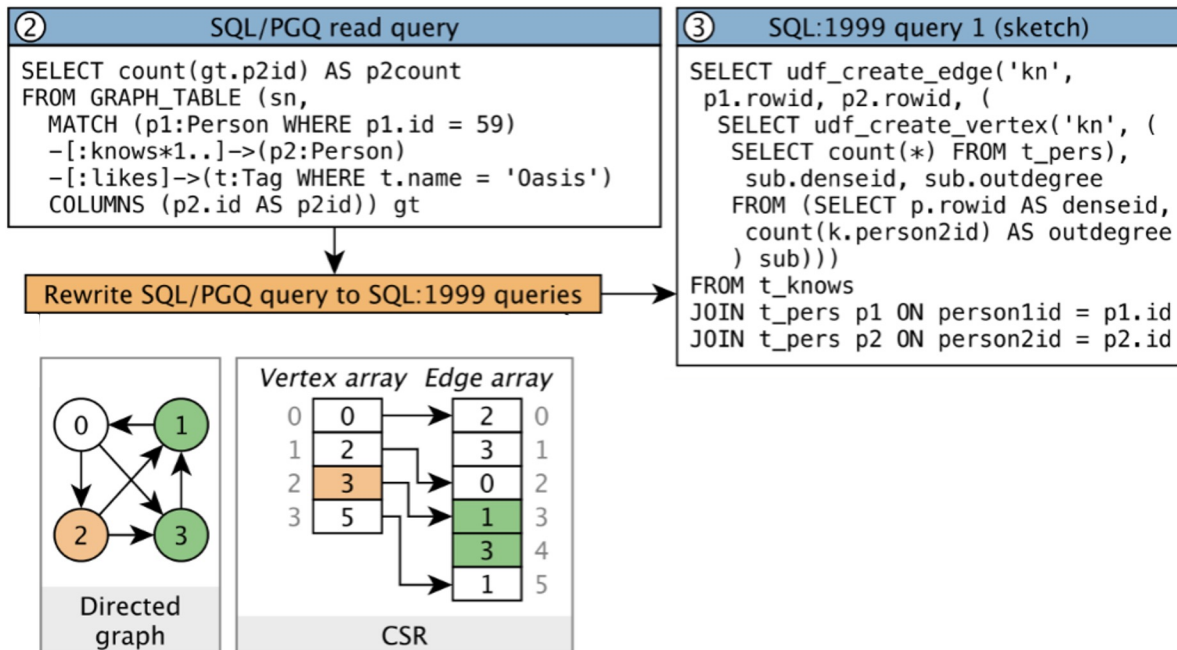 ② SQL/PGQ read query
SELECT count(gt.p2id) AS p2count
FROM GRAPH_TABLE (sn,
MATCH (p1:Person WHERE p1.id = 59)
-[:knows*1..]->(p2:Person)
-[:likes]->(t:Tag WHERE t.name = 'Oasis')
COLUMNS (p2.id AS p2id)) gt
Rewrite SQL/PGQ query to SQL:1999 queries
③ SQL:1999 query 1 (sketch)
SELECT udf_create_edge('kn',
p1.rowid, p2.rowid, (
SELECT udf_create_vertex('kn', (
SELECT count(*) FROM t_pers),
sub.denseid, sub.outdegree
FROM (SELECT p.rowid AS denseid,
count(k.person2id) AS outdegree
) sub)))
FROM t_knows
JOIN t_pers p1 ON person1id = p1.id
JOIN t_pers p2 ON person2id = p2.id
0 1
2 3
Directed
graph
Vertex array Edge array
0 0 2 0
1 2 3 1
2 3 0 2
3 5 1 3
3 4
1 5
CSR